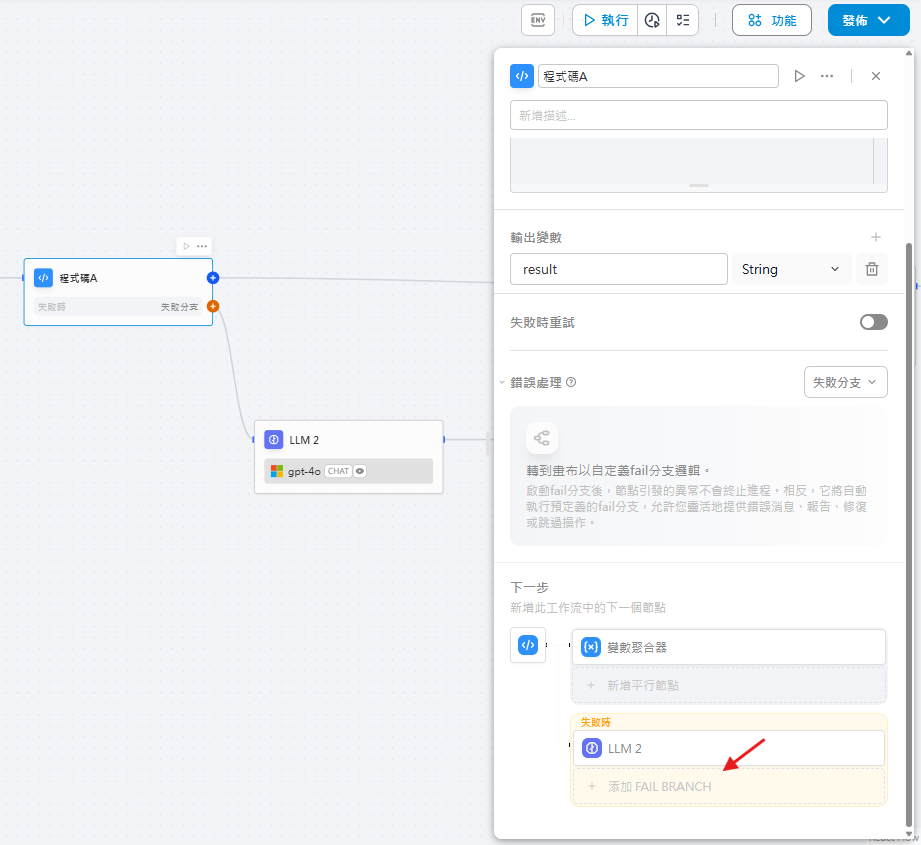 ENV
執行
功能
發佈
程式碼A
新增描述...
輸出變數
result
String
程式碼A
失敗時
失敗分支
失敗時重試
錯誤處理
失敗分支
LLM 2
gpt-4o
CHAT
轉到畫布以自定義fail分支邏輯。
啟動fail分支後，節點引發的異常不會終止進程。相反，它將自動
執行預定義的fail分支，允許您靈活地提供錯誤消息、報告、修復
或跳過操作。
下一步
新增此工作流中的下一個節點
變數聚合器
新增平行節點
失敗時
LLM 2
添加 FAIL BRANCH